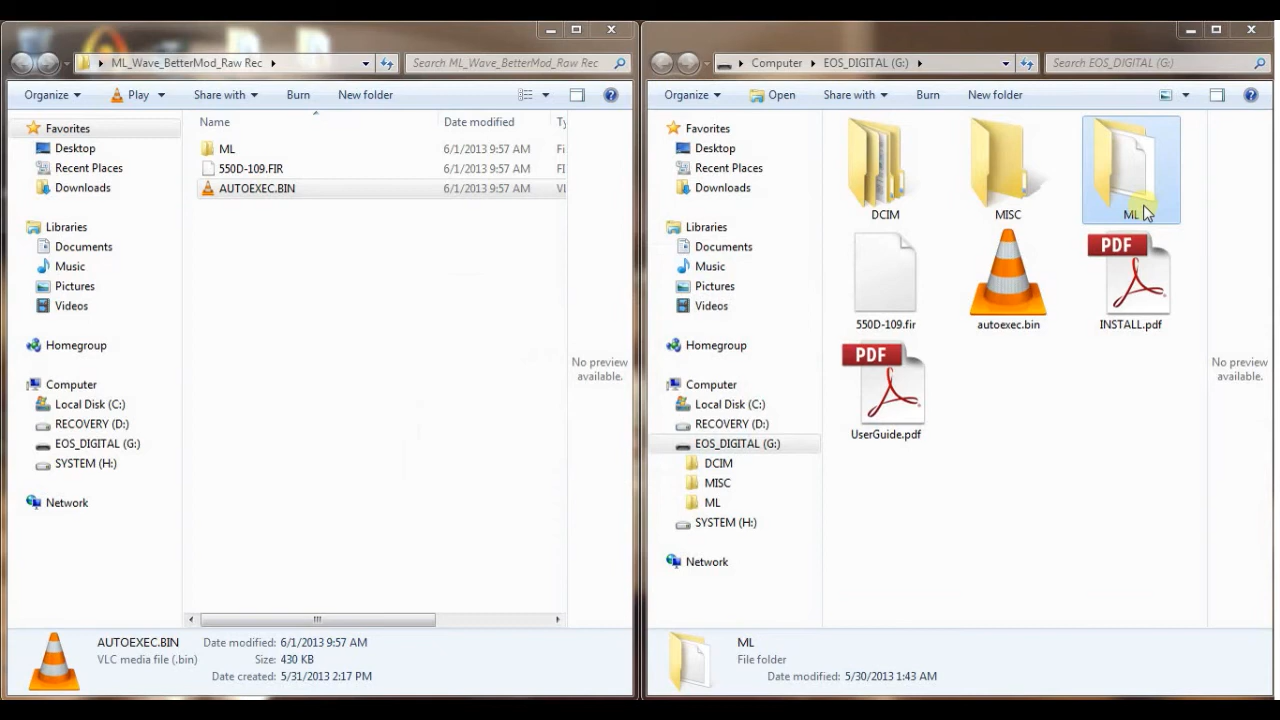 ML_Wave_BetterMod_Raw Rec
Search ML_Wave_BetterMod_Raw Rec
Organize
Play
Share with
Burn
New folder
Favorites
Desktop
Recent Places
Downloads
Libraries
Documents
Music
Pictures
Videos
Homegroup
Computer
Local Disk (C:)
RECOVERY (D:)
EOS_DIGITAL (G:)
SYSTEM (H:)
Network
Name
Date modified
Ty
ML
6/1/2013 9:57 AM
Fi
550D-109.FIR
6/1/2013 9:57 AM
FI
AUTOEXEC.BIN
6/1/2013 9:57 AM
VL
No preview
available.
AUTOEXEC.BIN
Date modified: 6/1/2013 9:57 AM
VLC media file (.bin)
Size: 430 KB
Date created: 5/31/2013 2:17 PM
Computer
EOS_DIGITAL (G:)
Search EOS_DIGITAL (G:)
Organize
Open
Share with
Burn
New folder
Favorites
Desktop
Recent Places
Downloads
Libraries
Documents
Music
Pictures
Videos
Homegroup
Computer
Local Disk (C:)
RECOVERY (D:)
EOS_DIGITAL (G:)
DCIM
MISC
ML
SYSTEM (H:)
Network
DCIM
MISC
ML
550D-109.fir
autoexec.bin
PDF
INSTALL.pdf
PDF
UserGuide.pdf
No preview
available.
ML
File folder
Date modified: 5/30/2013 1:43 AM